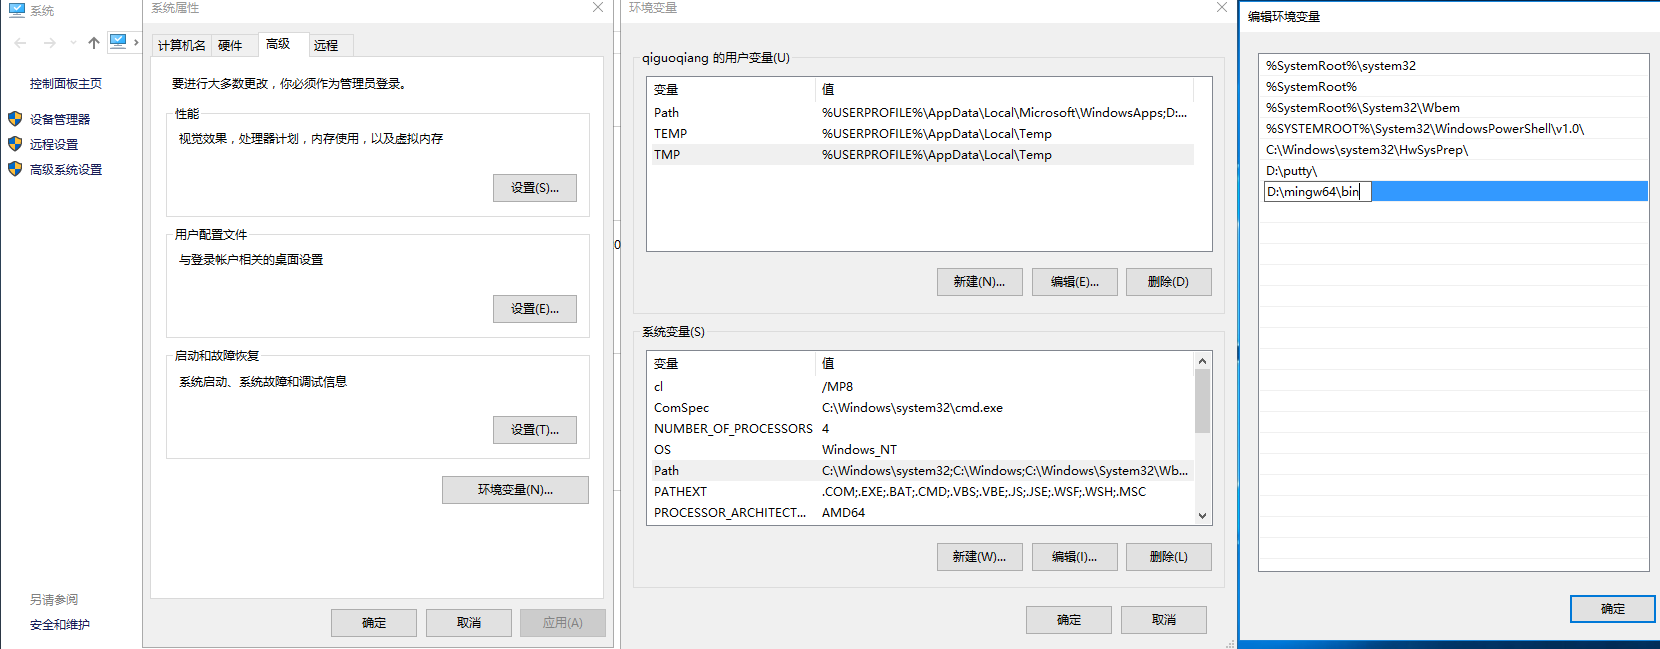 系统
控制面板主页
设备管理器
远程设置
高级系统设置
另请参阅
安全和维护
系统属性
计算机名
硬件
高级
远程
要进行大多数更改，你必须作为管理员登录。
性能
视觉效果，处理器计划，内存使用，以及虚拟内存
设置(S)...
用户配置文件
与登录帐户相关的桌面设置
设置(E)...
启动和故障恢复
系统启动、系统故障和调试信息
设置(T)...
环境变量(N)...
确定
取消
应用(A)
0
环境变量
qiguoqiang 的用户变量(U)
变量 值
Path %USERPROFILE%\AppData\Local\Microsoft\WindowsApps;D:...
TEMP %USERPROFILE%\AppData\Local\Temp
TMP %USERPROFILE%\AppData\Local\Temp
新建(N)...
编辑(E)...
删除(D)
系统变量(S)
变量 值
cl /MP8
ComSpec C:\Windows\system32\cmd.exe
NUMBER_OF_PROCESSORS 4
OS Windows_NT
Path C:\Windows\system32;C:\Windows;C:\Windows\System32\Wb...
PATHEXT .COM;.EXE;.BAT;.CMD;.VBS;.VBE;.JS;.JSE;.WSF;.WSH;.MSC
PROCESSOR_ARCHITECT... AMD64
新建(W)...
编辑(I)...
删除(L)
确定
取消
编辑环境变量
%SystemRoot%\system32
%SystemRoot%
%SystemRoot%\System32\Wbem
%SYSTEMROOT%\System32\WindowsPowerShell\v1.0\
C:\Windows\system32\HwSysPrep\
D:\putty\
D:\mingw64\bin
确定